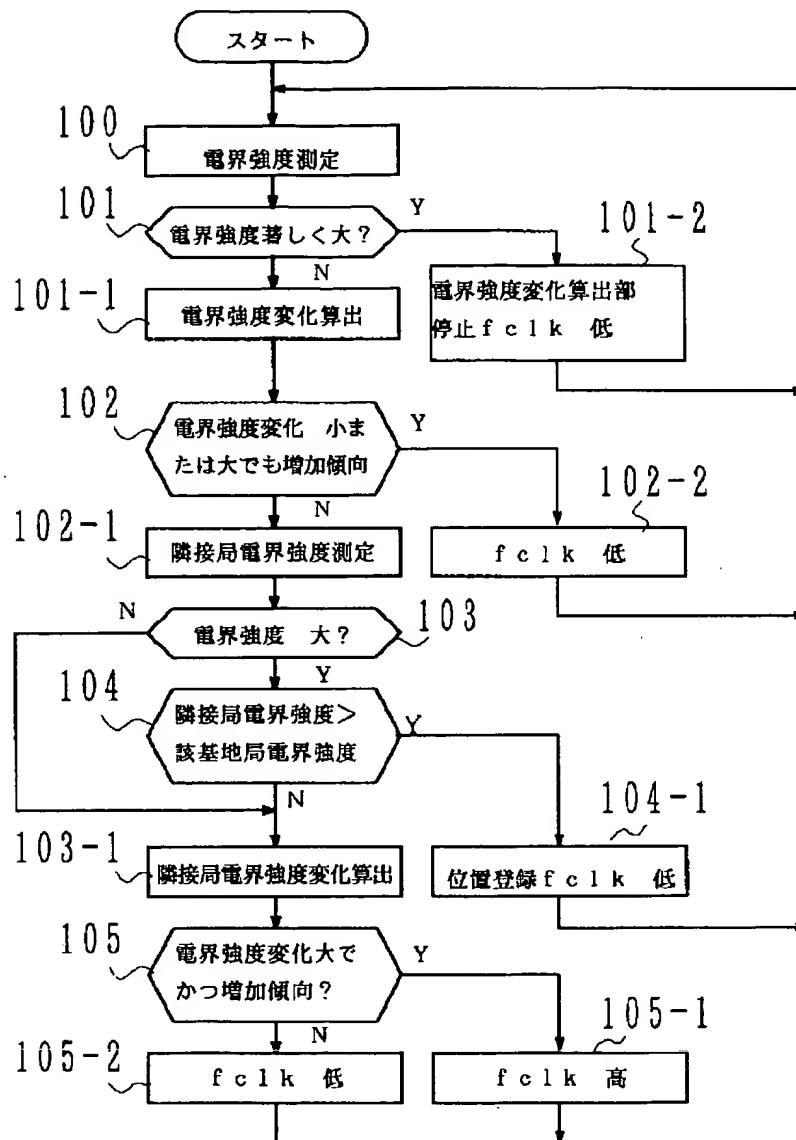 スタート
100
電界強度測定
101
電界強度著しく大?
Y
N
101-2
電界強度変化算出部
停止fclk 低
101-1
電界強度変化算出
102
電界強度変化 小ま
たは大でも増加傾向
Y
N
102-2
fclk 低
102-1
隣接局電界強度測定
N
電界強度 大?
103
Y
104
隣接局電界強度>
該基地局電界強度
Y
N
104-1
位置登録fclk 低
103-1
隣接局電界強度変化算出
105
電界強度変化大で
かつ増加傾向?
Y
N
105-1
fclk 高
105-2
fclk 低